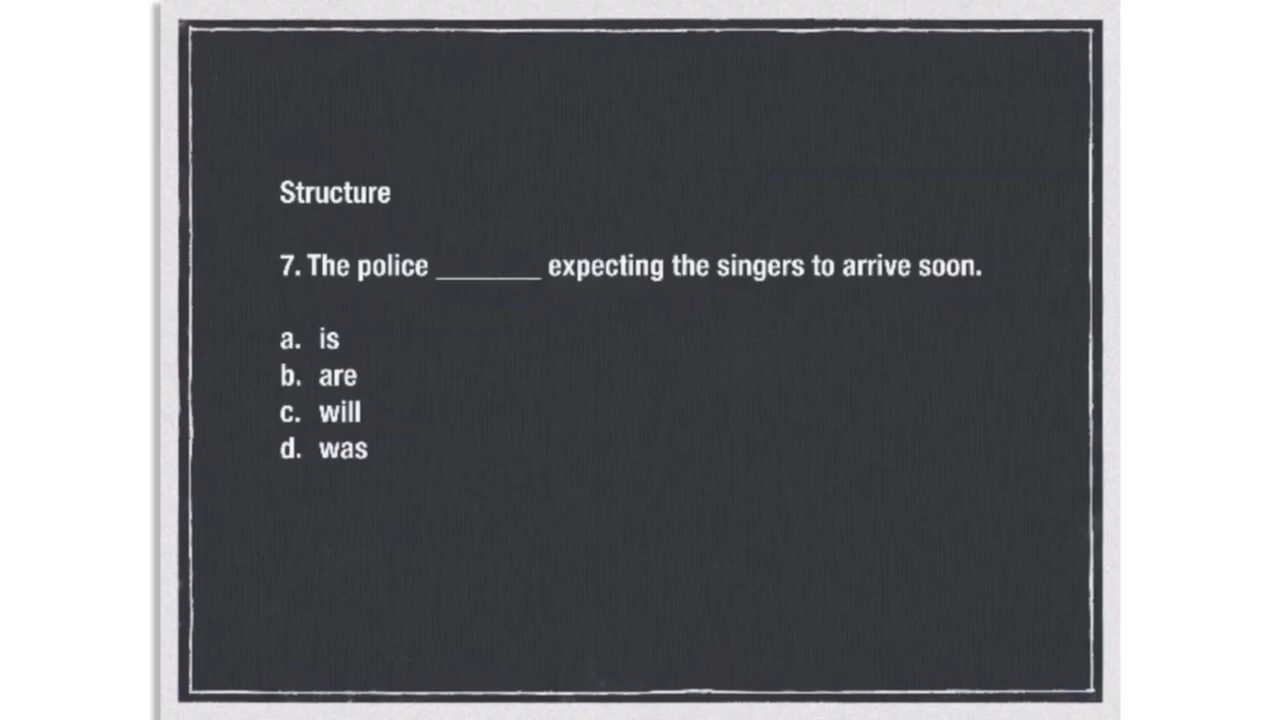 Structure
7. The police ________ expecting the singers to arrive soon.
a. is
b. are
c. will
d. was